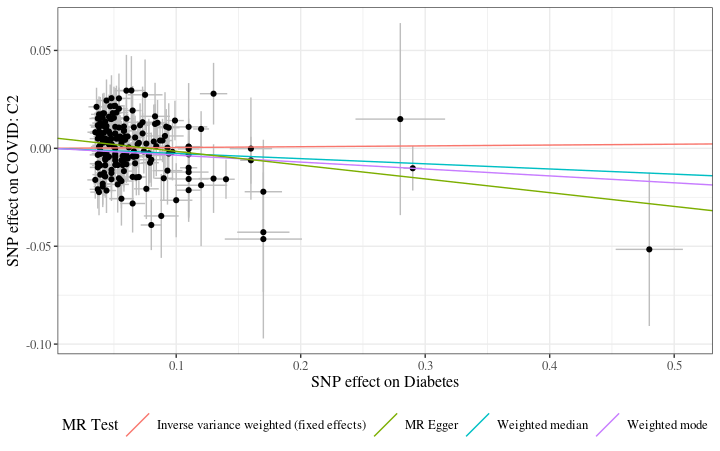 0.05
0.00
-0.05
-0.10
SNP effect on COVID: C2
0.1 0.2 0.3 0.4 0.5
SNP effect on Diabetes
MR Test Inverse variance weighted (fixed effects) MR Egger Weighted median Weighted mode